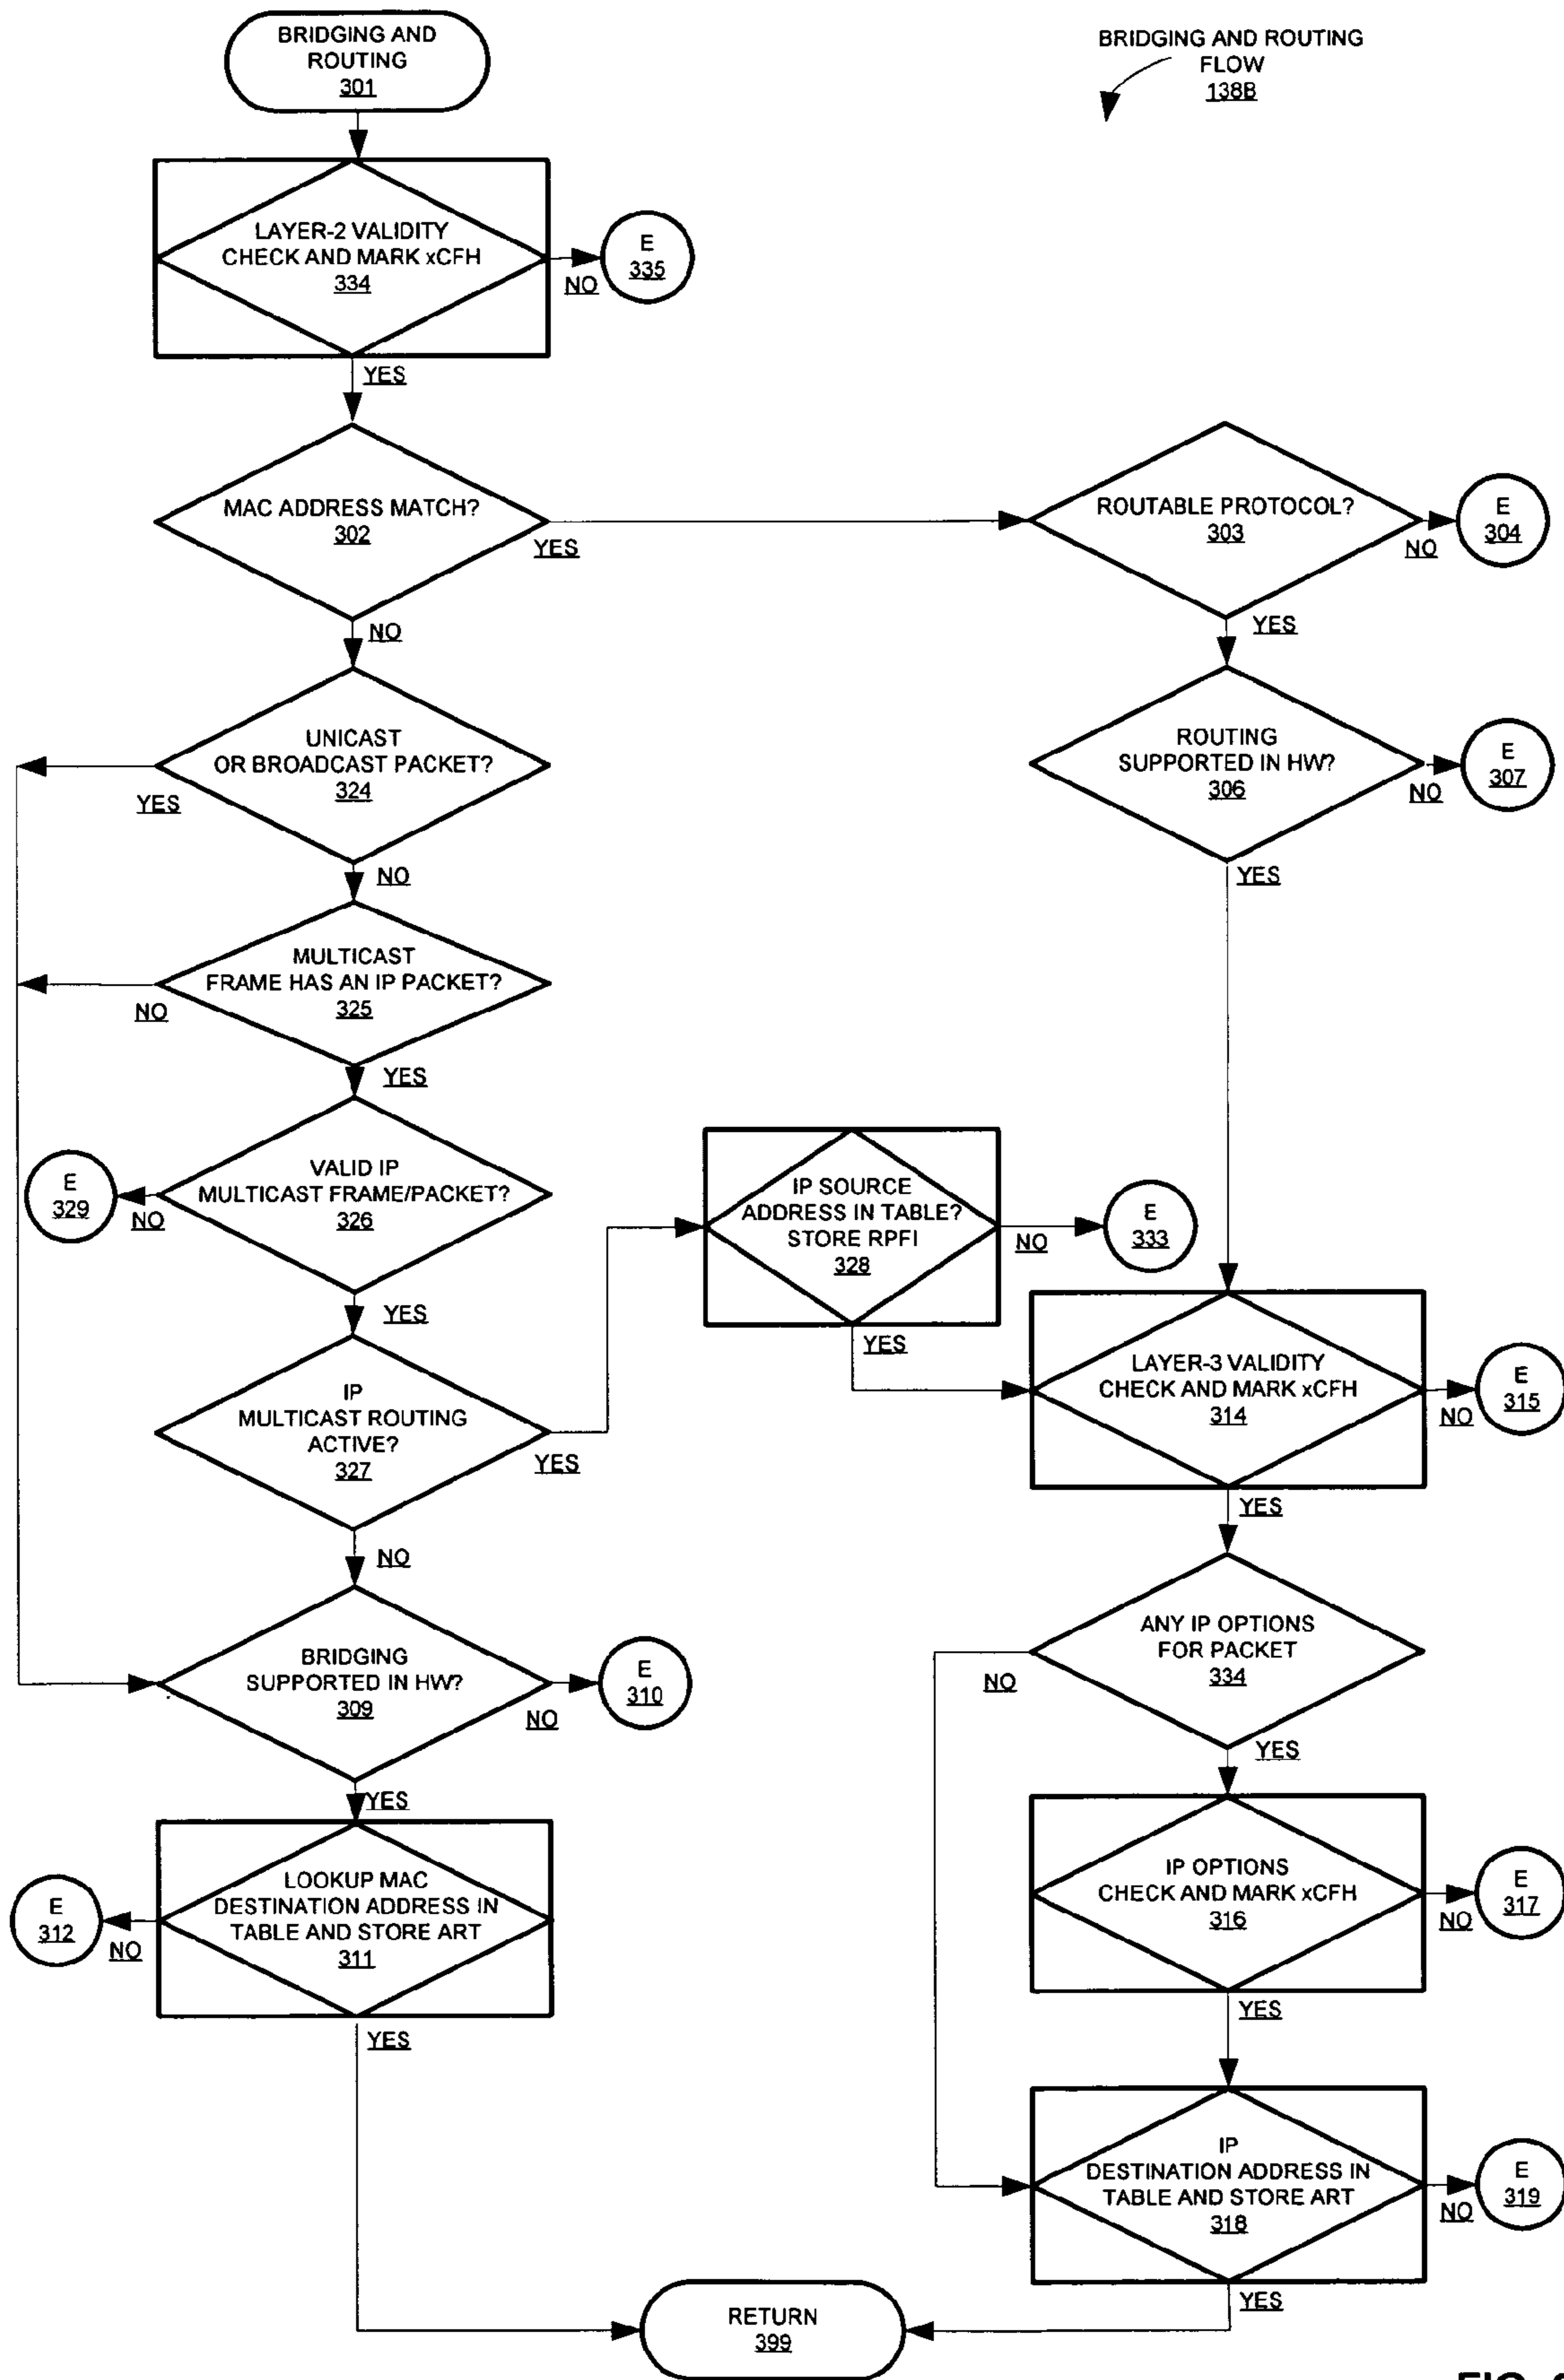 BRIDGING AND
ROUTING
301
BRIDGING AND ROUTING
FLOW
138B
LAYER-2 VALIDITY
CHECK AND MARK xCFH
334
NO
E
335
YES
MAC ADDRESS MATCH?
302
YES
ROUTABLE PROTOCOL?
303
NO
E
304
NO
YES
UNICAST
OR BROADCAST PACKET?
324
YES
ROUTING
SUPPORTED IN HW?
306
NO
E
307
NO
YES
MULTICAST
FRAME HAS AN IP PACKET?
325
NO
YES
VALID IP
MULTICAST FRAME/PACKET?
326
E
329
NO
YES
IP SOURCE
ADDRESS IN TABLE?
STORE RPFI
328
NO
E
333
YES
LAYER-3 VALIDITY
CHECK AND MARK xCFH
314
NO
E
315
YES
IP
MULTICAST ROUTING
ACTIVE?
327
YES
NO
ANY IP OPTIONS
FOR PACKET
334
NO
YES
BRIDGING
SUPPORTED IN HW?
309
NO
E
310
YES
IP OPTIONS
CHECK AND MARK xCFH
316
NO
E
317
YES
LOOKUP MAC
DESTINATION ADDRESS IN
TABLE AND STORE ART
311
E
312
NO
YES
IP
DESTINATION ADDRESS IN
TABLE AND STORE ART
318
NO
E
319
YES
RETURN
399
FIG.